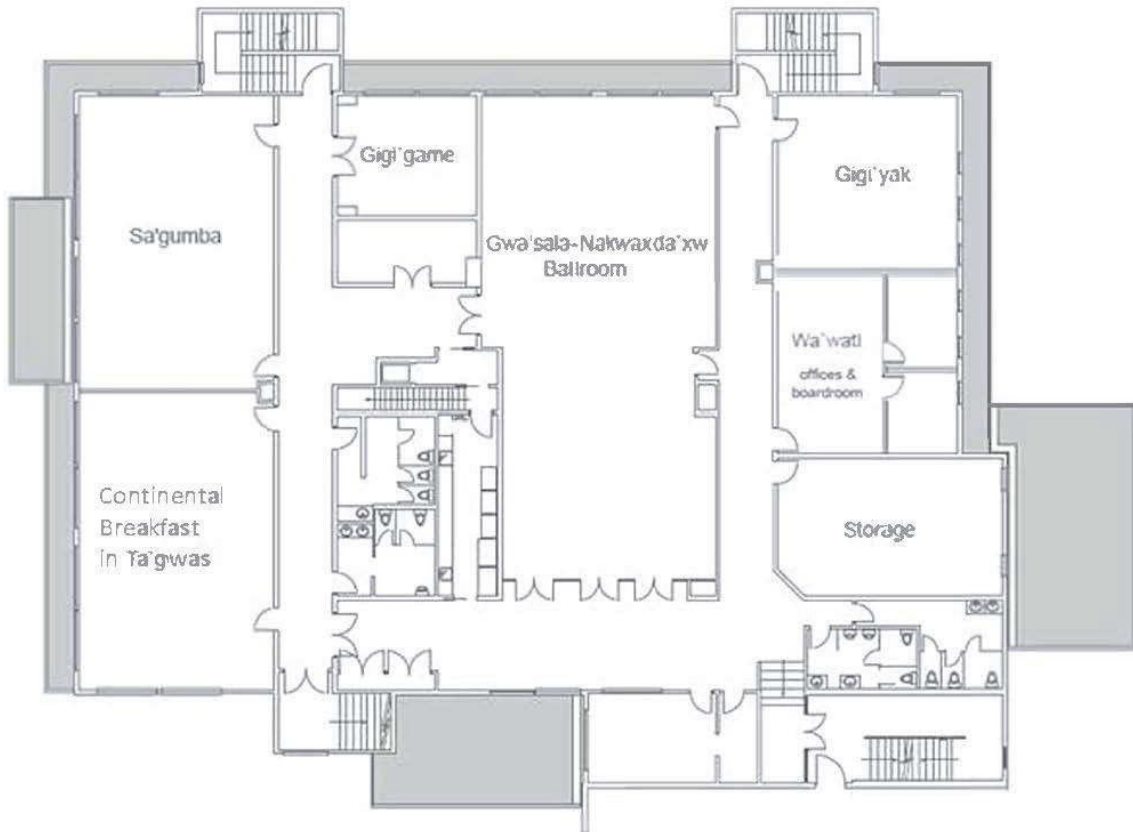 Sa'gumba
Gigi`game
Gwa'sala-Nakwaxda`xw
Ballroom
Gigi`yak
Wa`wati
offices &
boardroom
Continental
Breakfast
in Ta`gwas
Storage